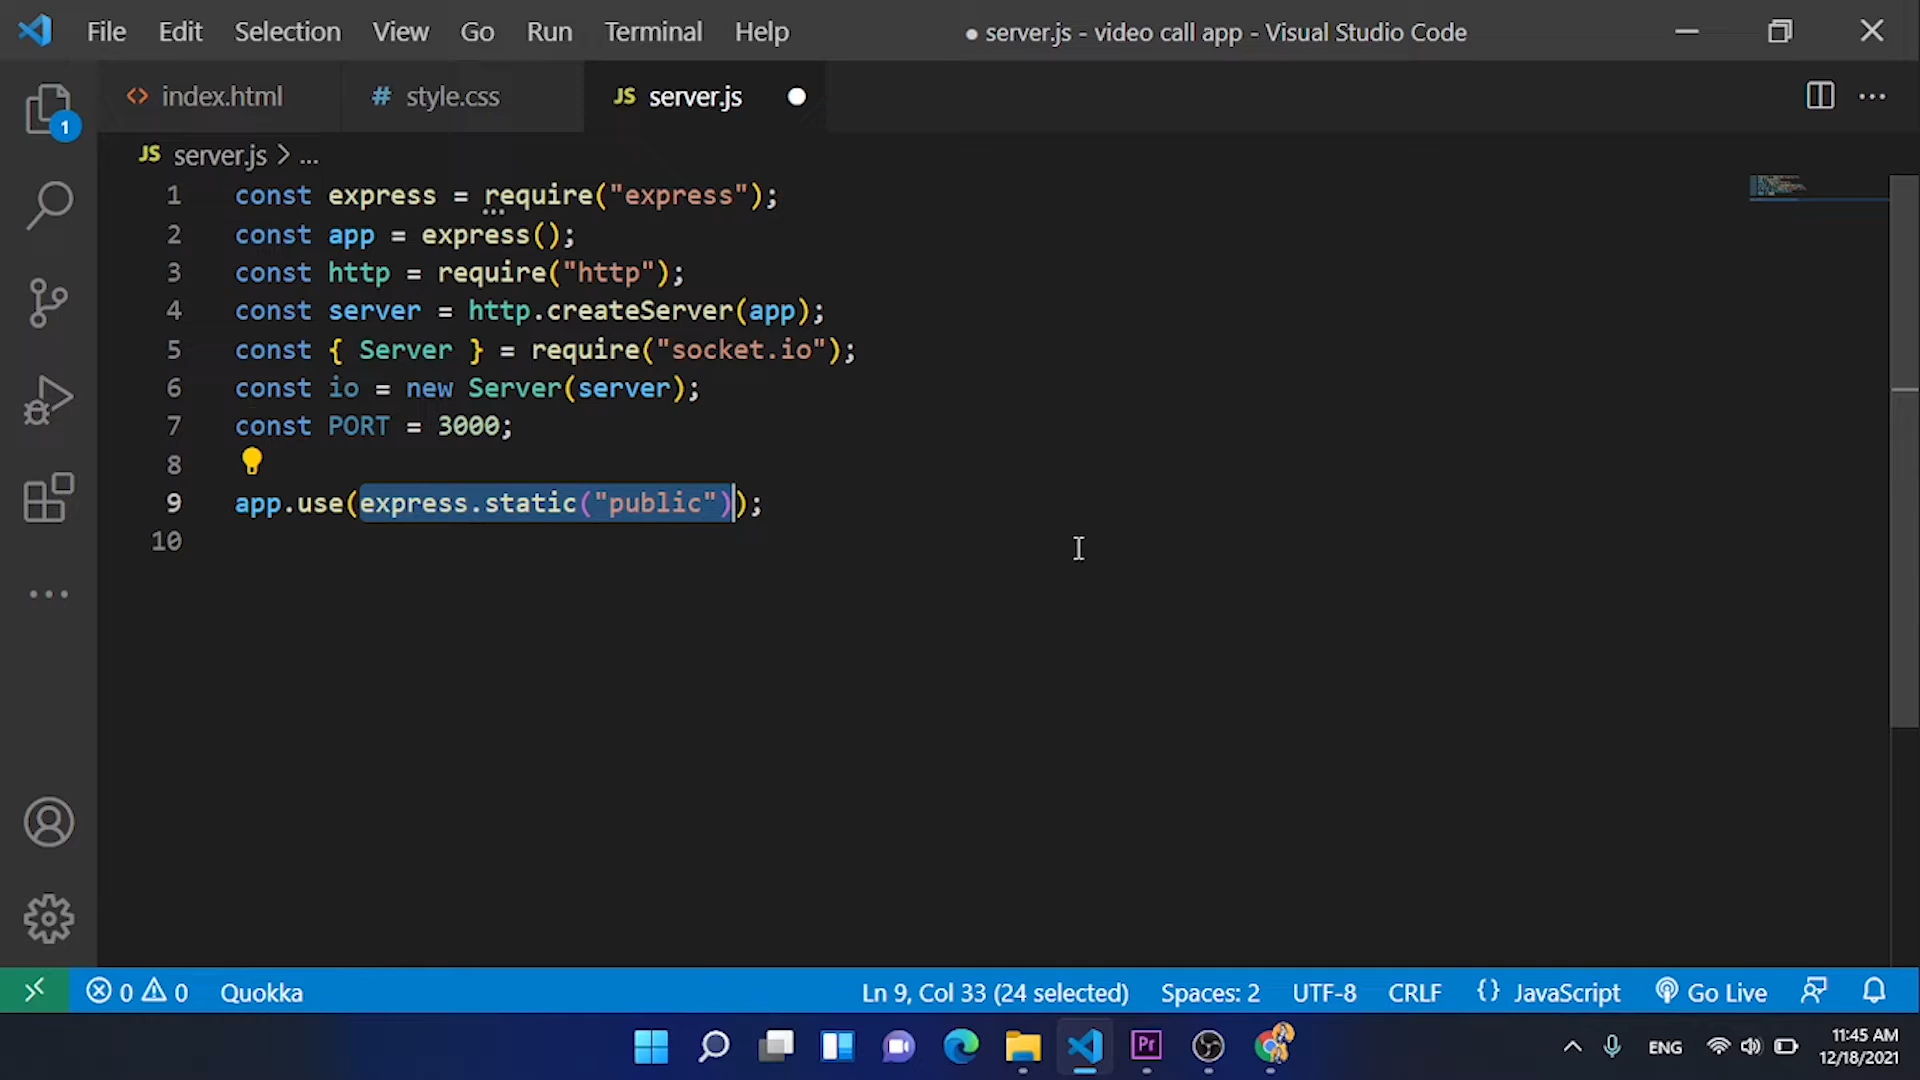 File Edit Selection View Go Run Terminal Help ● server.js - video call app - Visual Studio Code
<> index.html # style.css JS server.js
JS server.js > ...
1 const express = require("express");
2 const app = express();
3 const http = require("http");
4 const server = http.createServer(app);
5 const { Server } = require("socket.io");
6 const io = new Server(server);
7 const PORT = 3000;
8
9 app.use(express.static("public"));
10
1
0 0 Quokka Ln 9, Col 33 (24 selected) Spaces: 2 UTF-8 CRLF {} JavaScript Go Live
Pr ENG 11:45 AM
12/18/2021